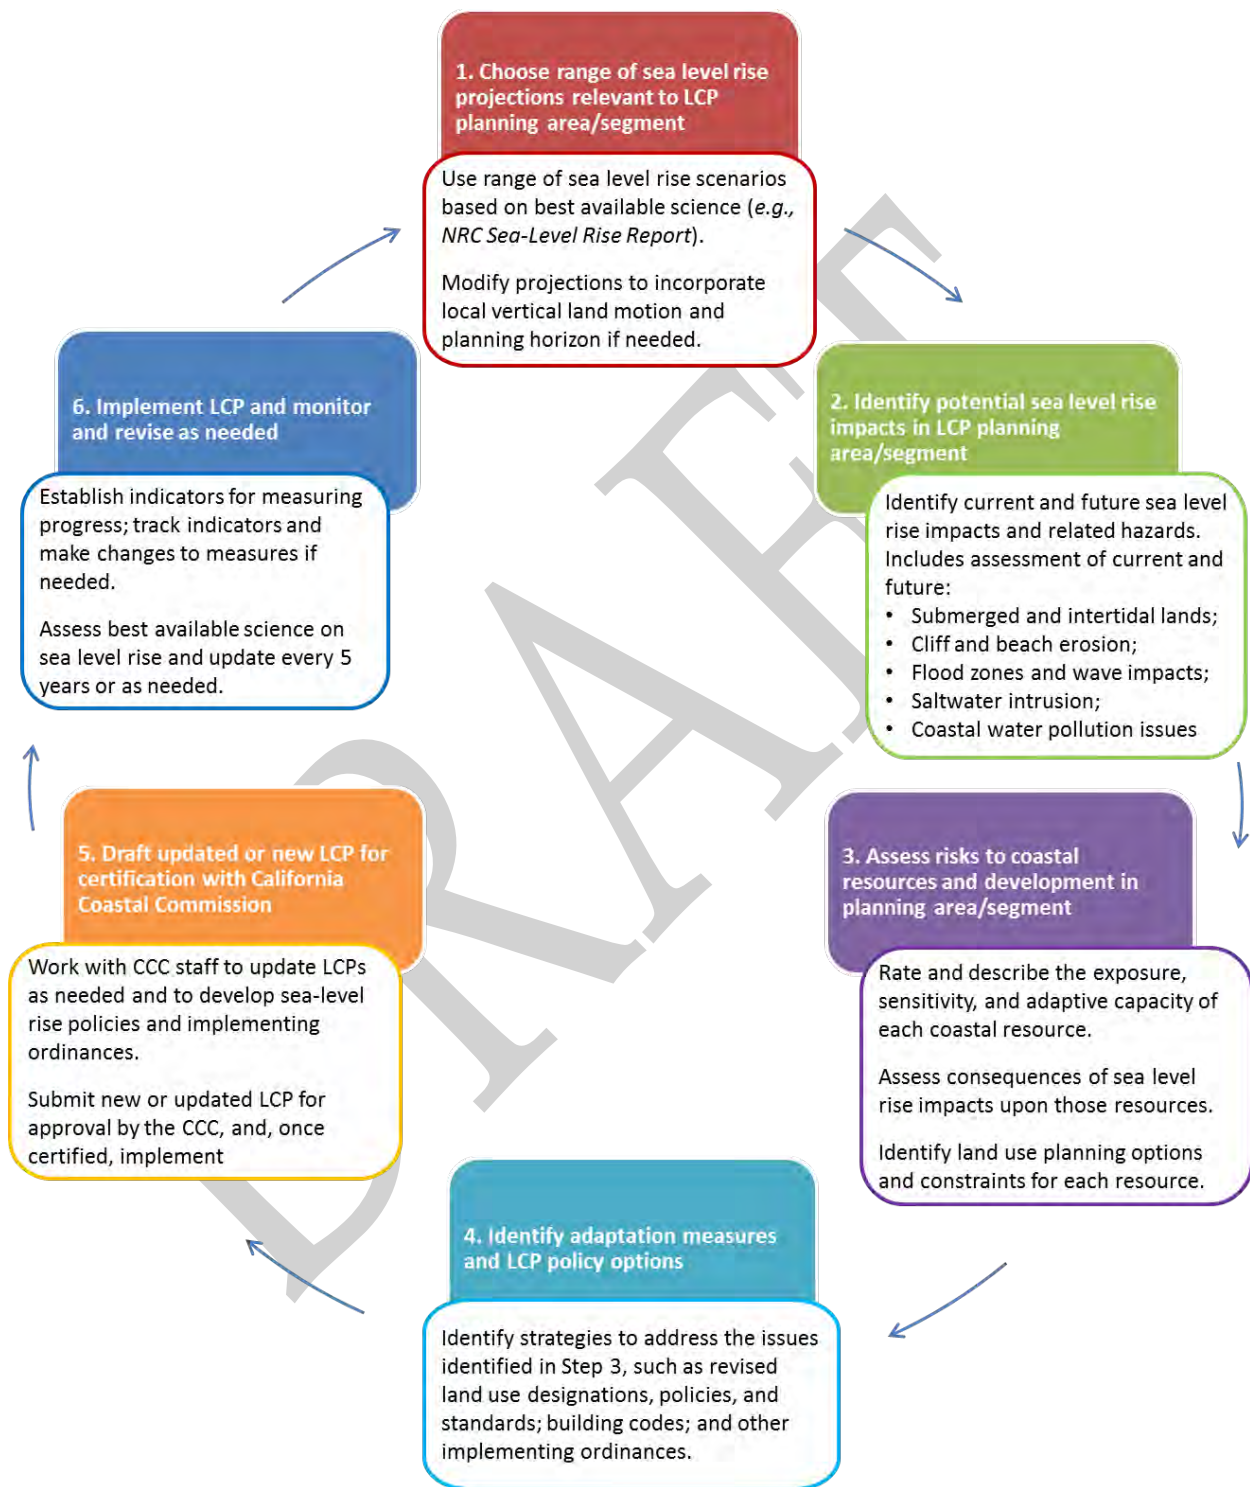 1. Choose range of sea level rise
projections relevant to LCP
planning area/segment
Use range of sea level rise scenarios
based on best available science (e.g.,
NRC Sea-Level Rise Report).
Modify projections to incorporate
local vertical land motion and
planning horizon if needed.
2. Identify potential sea level rise
impacts in LCP planning
area/segment
Identify current and future sea level
rise impacts and related hazards.
Includes assessment of current and
future:
• Submerged and intertidal lands;
• Cliff and beach erosion;
• Flood zones and wave impacts;
• Saltwater intrusion;
• Coastal water pollution issues
3. Assess risks to coastal
resources and development in
planning area/segment
Rate and describe the exposure,
sensitivity, and adaptive capacity of
each coastal resource.
Assess consequences of sea level
rise impacts upon those resources.
Identify land use planning options
and constraints for each resource.
4. Identify adaptation measures
and LCP policy options
Identify strategies to address the issues
identified in Step 3, such as revised
land use designations, policies, and
standards; building codes; and other
implementing ordinances.
5. Draft updated or new LCP for
certification with California
Coastal Commission
Work with CCC staff to update LCPs
as needed and to develop sea-level
rise policies and implementing
ordinances.
Submit new or updated LCP for
approval by the CCC, and, once
certified, implement
6. Implement LCP and monitor
and revise as needed
Establish indicators for measuring
progress; track indicators and
make changes to measures if
needed.
Assess best available science on
sea level rise and update every 5
years or as needed.
DRAFT